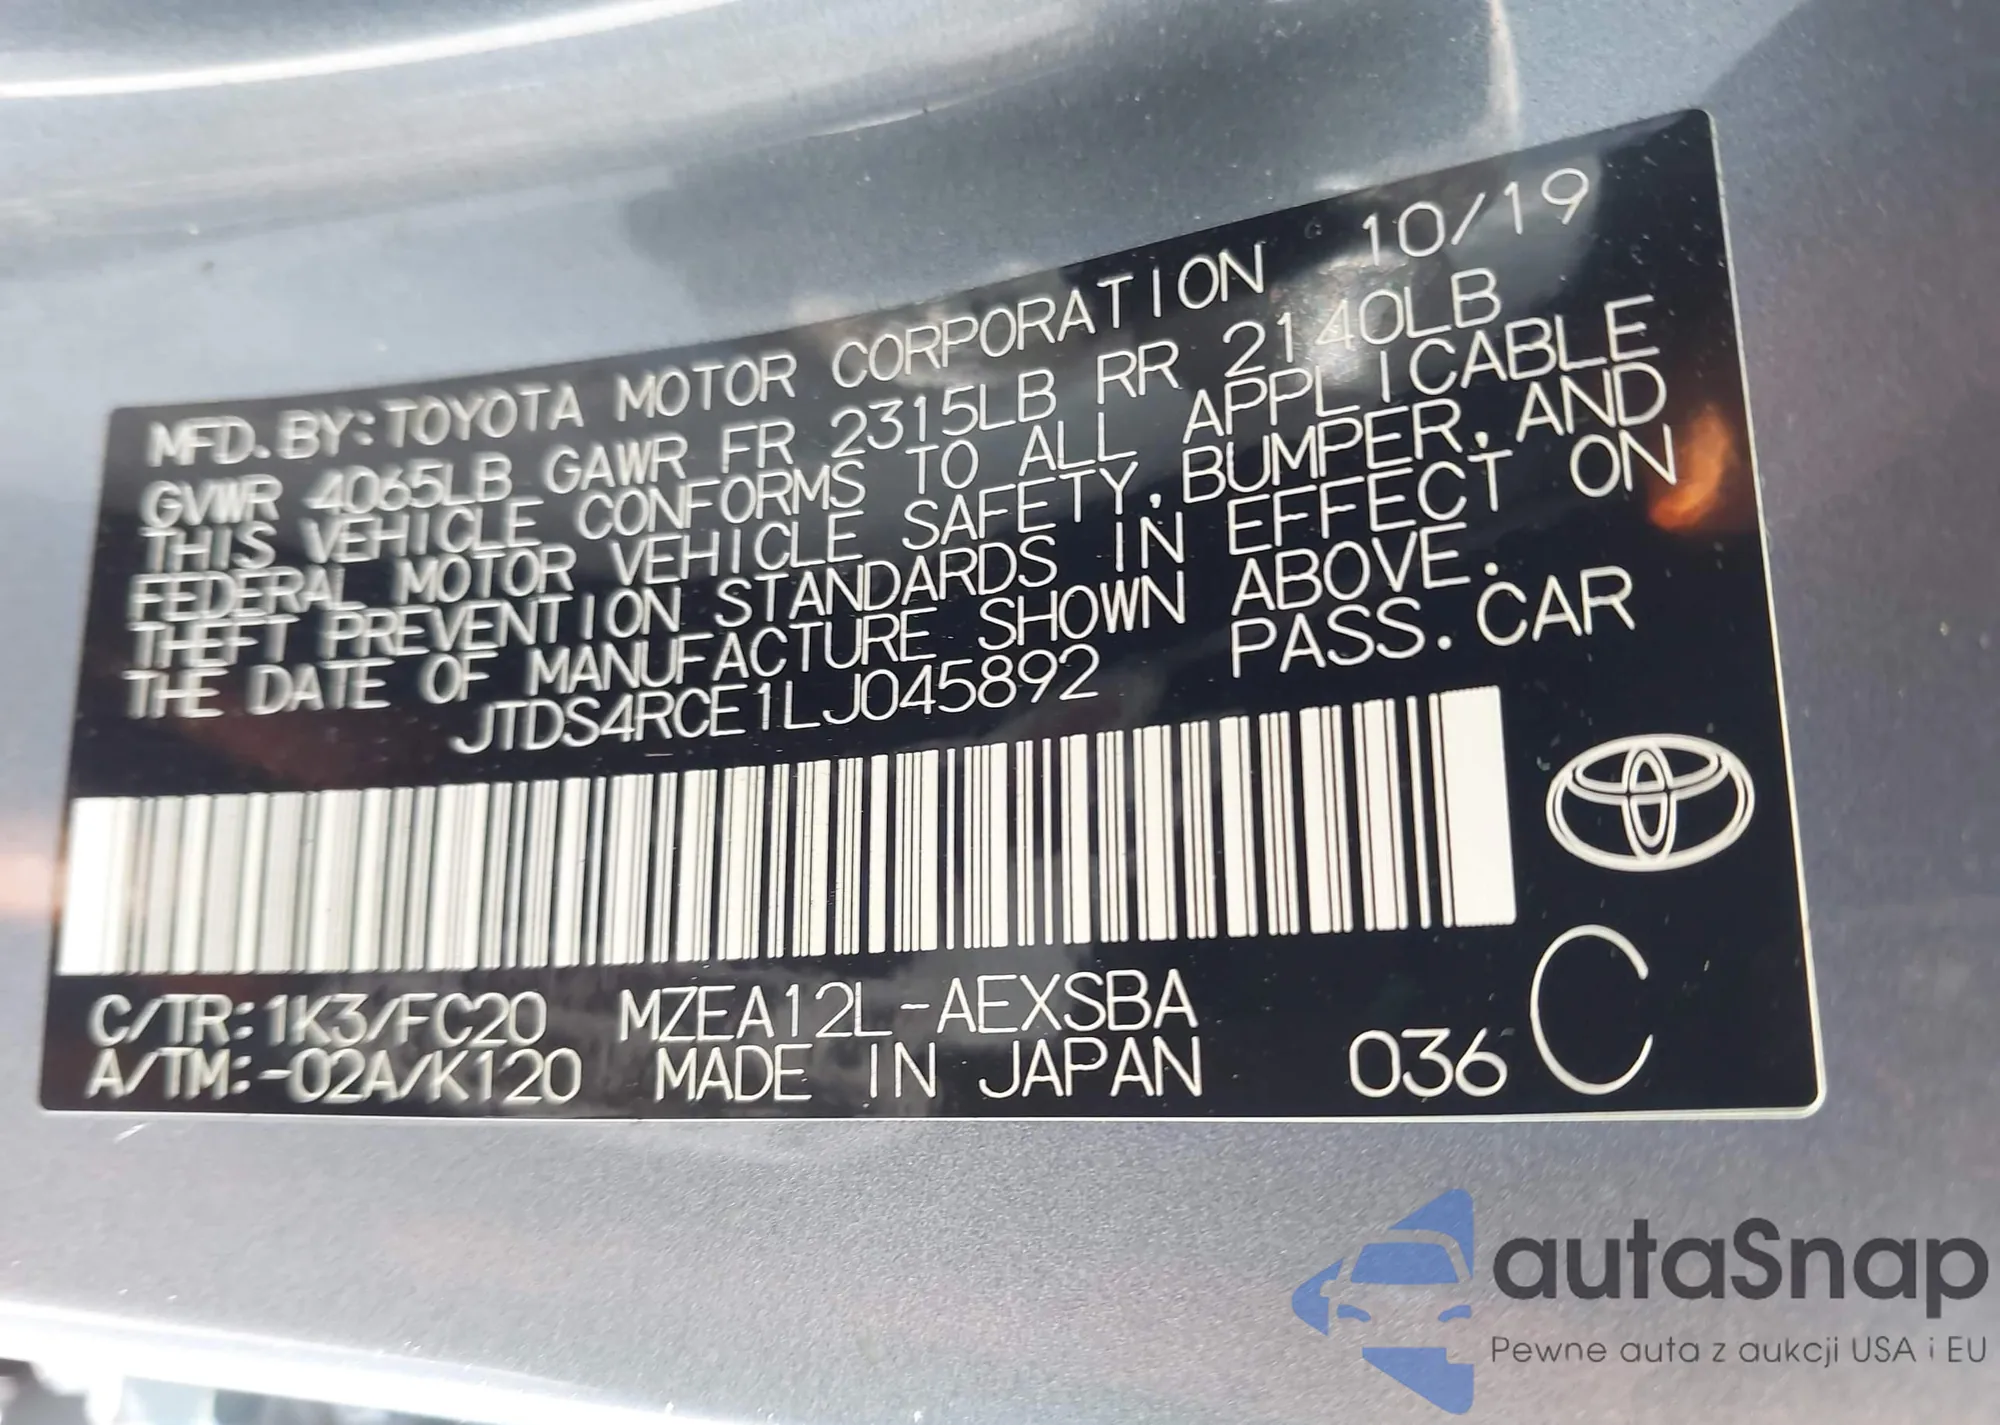 MFD. BY: TOYOTA MOTOR CORPORATION 10/19
GVWR 4065LB GAWR FR 2315LB RR 2140LB
THIS VEHICLE CONFORMS TO ALL APPLICABLE
FEDERAL MOTOR VEHICLE SAFETY, BUMPER, AND
THEFT PREVENTION STANDARDS IN EFFECT ON
THE DATE OF MANUFACTURE SHOWN ABOVE.
JTDS4RCE1LJ045892 PASS. CAR
C/TR: 1K3/FC20 MZEA12L-AEXSBA
A/TM: -02A/K120 MADE IN JAPAN 036 C
autaSnap
Pewne auta z aukcji USA i EU